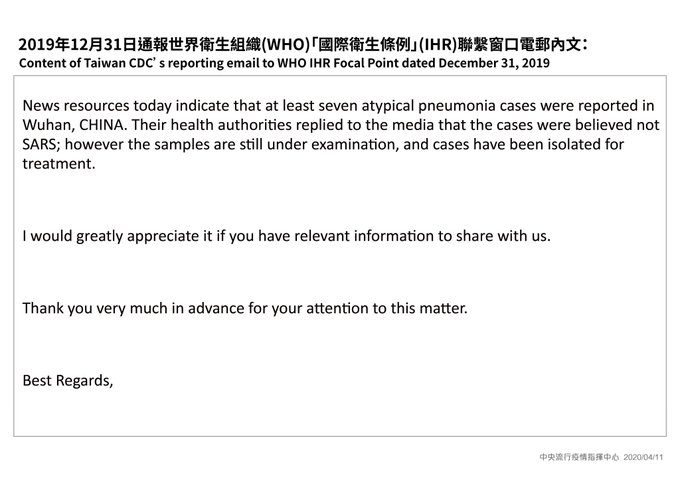 2019年12月31日通報世界衛生組織(WHO)「國際衛生條例」(IHR)聯繫窗口電郵內文：
Content of Taiwan CDC's reporting email to WHO IHR Focal Point dated December 31, 2019
News resources today indicate that at least seven atypical pneumonia cases were reported in
Wuhan, CHINA. Their health authorities replied to the media that the cases were believed not
SARS; however the samples are still under examination, and cases have been isolated for
treatment.
I would greatly appreciate it if you have relevant information to share with us.
Thank you very much in advance for your attention to this matter.
Best Regards,
中央流行疫情指揮中心 2020/04/11